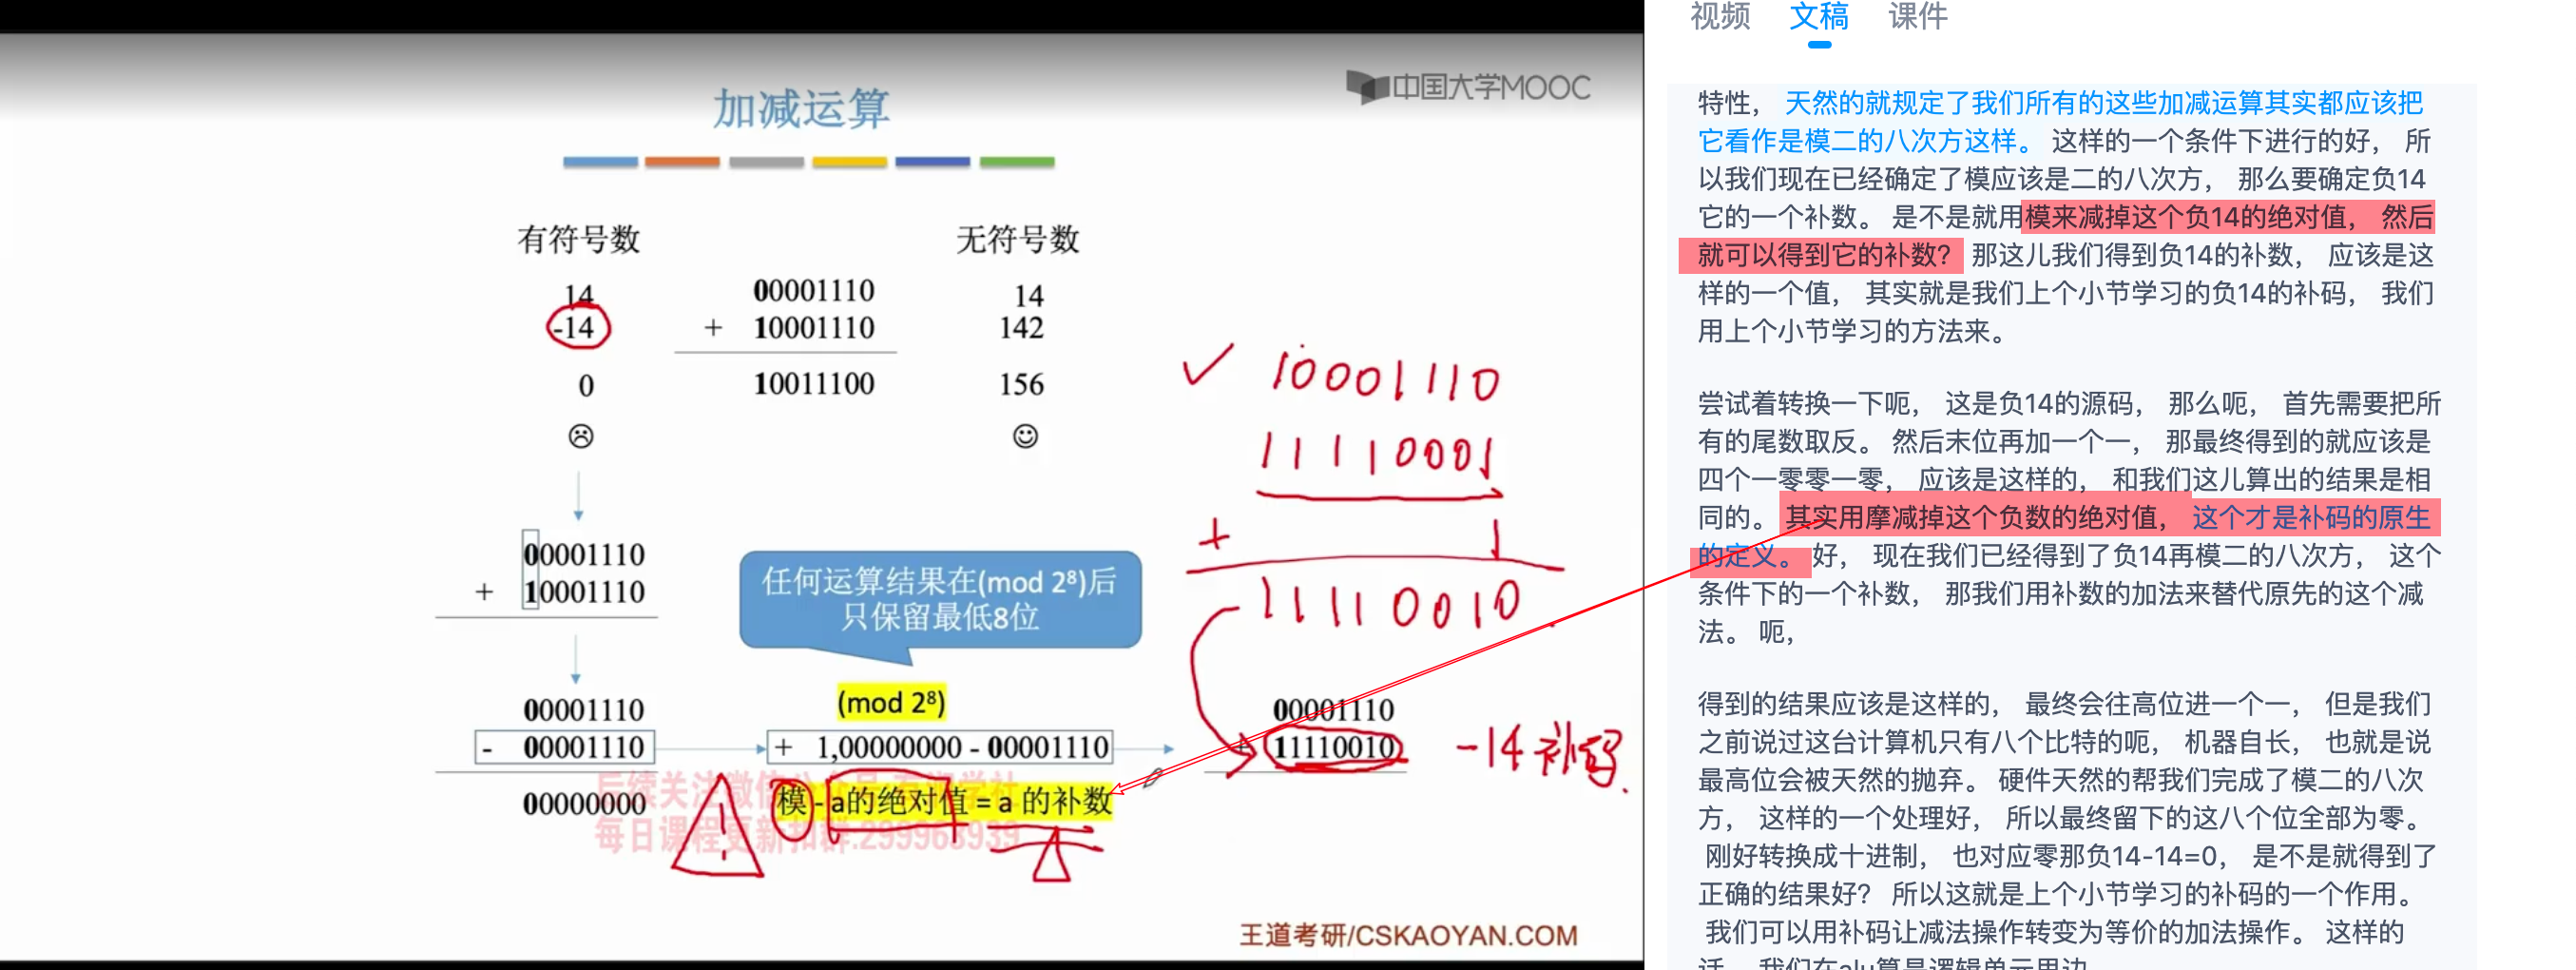 中国大学MOOC
加减运算
有符号数
无符号数
14
00001110
14
-14
+ 10001110
142
0
10011100
156
✓ 10001110
11110001
+ 1
11110010
00001110
+ 10001110
任何运算结果在(mod 2⁸)后
只保留最低8位
(mod 2⁸)
00001110
- 00001110
+ 1,00000000 - 00001110
00000000
00001110
+ 11110010
-14 补码.
模 - a的绝对值 = a 的补数
每日课程更新扣群:299968939
王道考研/CSKAOYAN.COM
视频 文稿 课件
特性， 天然的就规定了我们所有的这些加减运算其实都应该把
它看作是模二的八次方这样。 这样的一个条件下进行的好， 所
以我们现在已经确定了模应该是二的八次方， 那么要确定负14
它的一个补数。 是不是就用模来减掉这个负14的绝对值， 然后
就可以得到它的补数? 那这儿我们得到负14的补数， 应该是这
样的一个值， 其实就是我们上个小节学习的负14的补码， 我们
用上个小节学习的方法来。
尝试着转换一下呃， 这是负14的源码， 那么呃， 首先需要把所
有的尾数取反。 然后末位再加一个一， 那最终得到的就应该是
四个一零零一零， 应该是这样的， 和我们这儿算出的结果是相
同的。 其实用摩减掉这个负数的绝对值， 这个才是补码的原生
的定义。 好， 现在我们已经得到了负14再模二的八次方， 这个
条件下的一个补数， 那我们用补数的加法来替代原先的这个减
法。 呃，
得到的结果应该是这样的， 最终会往高位进一个一， 但是我们
之前说过这台计算机只有八个比特的呃， 机器自长， 也就是说
最高位会被天然的抛弃。 硬件天然的帮我们完成了模二的八次
方， 这样的一个处理好， 所以最终留下的这八个位全部为零。
刚好转换成十进制， 也对应零那负14-14=0， 是不是就得到了
正确的结果好? 所以这就是上个小节学习的补码的一个作用。
我们可以用补码让减法操作转变为等价的加法操作。 这样的
话， 我们在alu算是逻辑单元里边